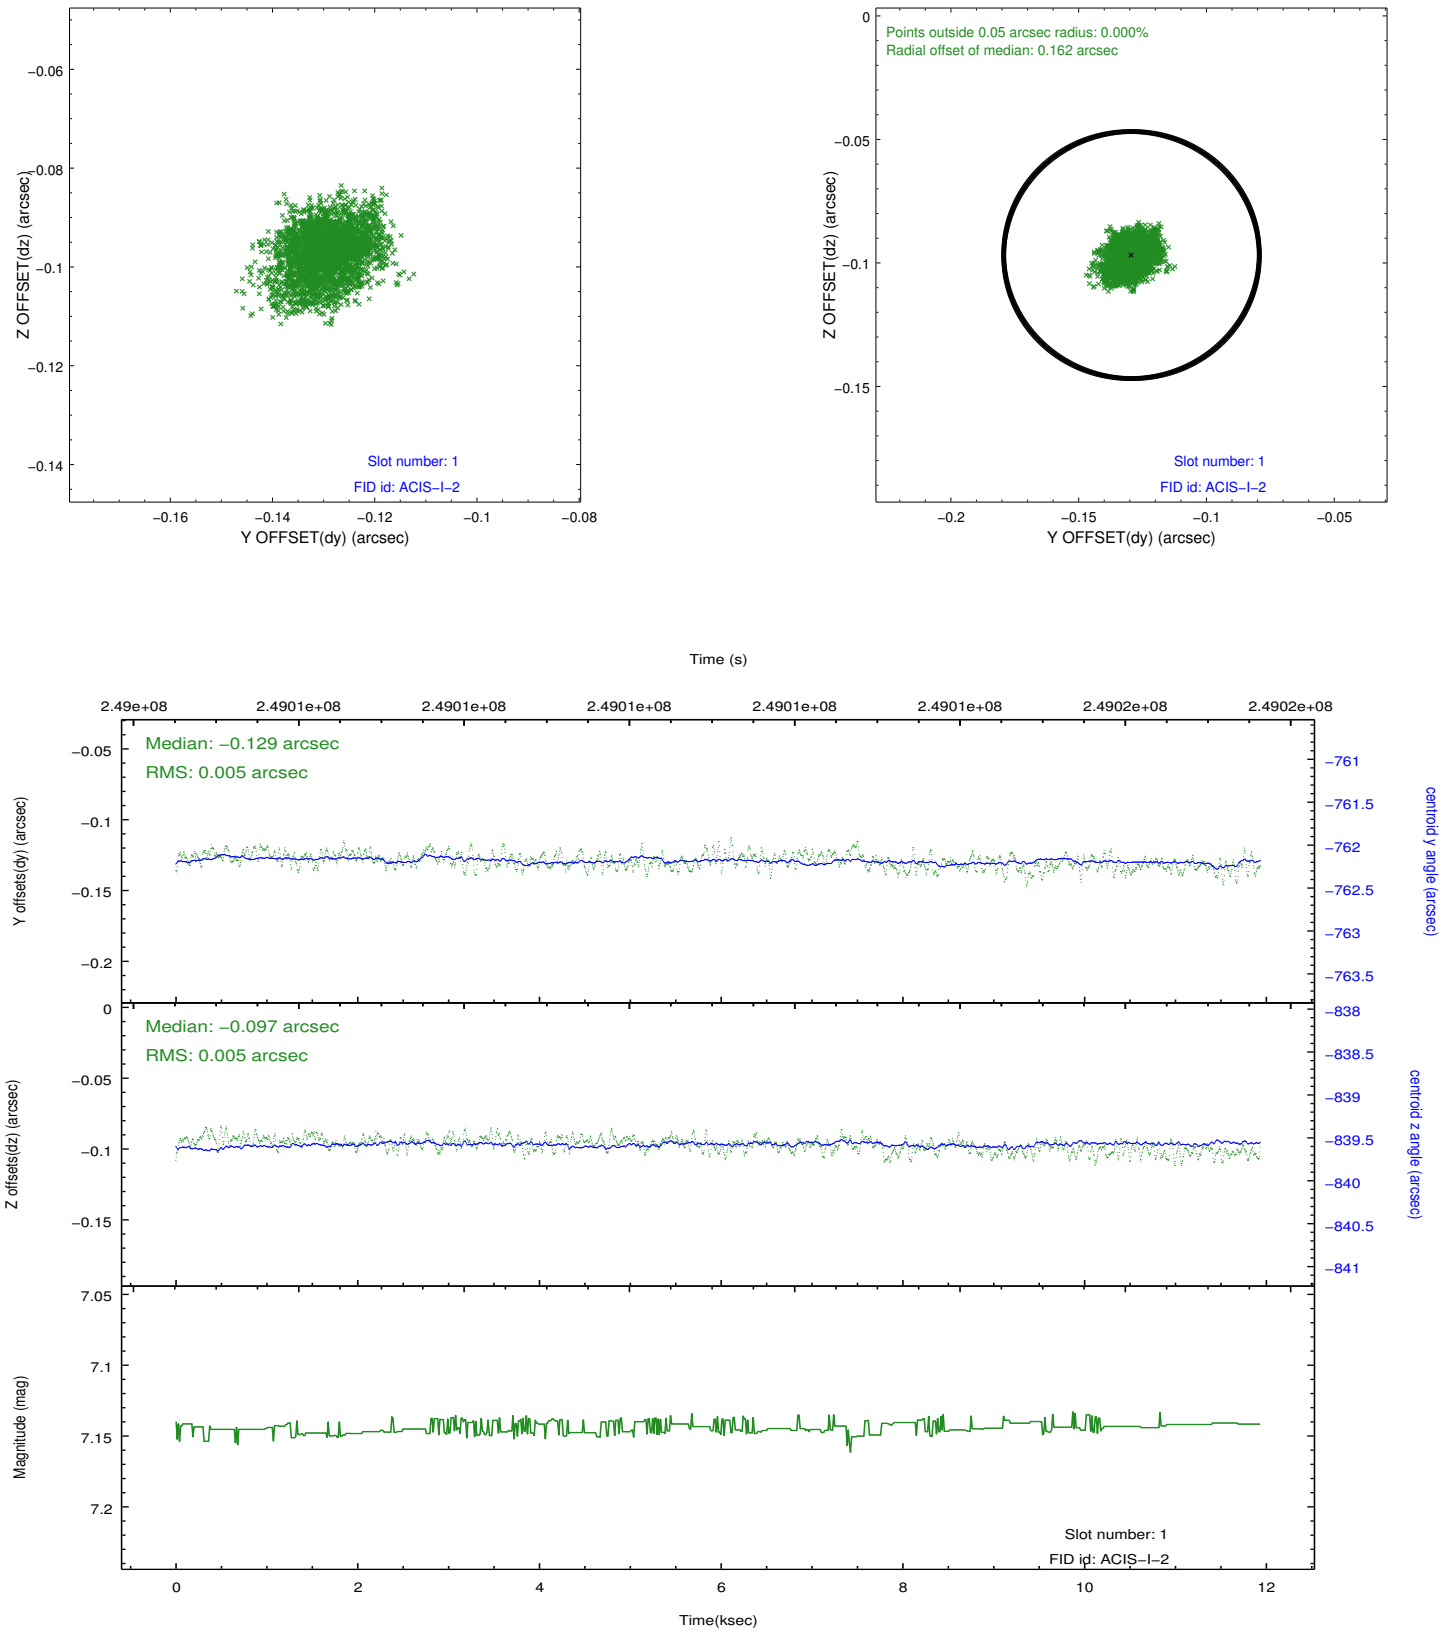 −0.06
−0.08
−0.1
−0.12
−0.14
Z OFFSET(dz) (arcsec)
Slot number: 1
FID id: ACIS−I−2
−0.16
−0.14
−0.12
−0.1
−0.08
Y OFFSET(dy) (arcsec)
Points outside 0.05 arcsec radius: 0.000%
Radial offset of median: 0.162 arcsec
0
−0.05
−0.1
−0.15
Z OFFSET(dz) (arcsec)
Slot number: 1
FID id: ACIS−I−2
−0.2
−0.15
−0.1
−0.05
Y OFFSET(dy) (arcsec)
Time (s)
2.49e+08
2.4901e+08
2.4901e+08
2.4901e+08
2.4901e+08
2.4901e+08
2.4902e+08
2.4902e+08
Median: −0.129 arcsec
RMS: 0.005 arcsec
−0.05
−0.1
−0.15
−0.2
Y offsets(dy) (arcsec)
−761
−761.5
−762
−762.5
−763
−763.5
centroid y angle (arcsec)
Median: −0.097 arcsec
RMS: 0.005 arcsec
0
−0.05
−0.1
−0.15
Z offsets(dz) (arcsec)
−838
−838.5
−839
−839.5
−840
−840.5
−841
centroid z angle (arcsec)
7.05
7.1
7.15
7.2
Magnitude (mag)
Slot number: 1
FID id: ACIS−I−2
0
2
4
6
8
10
12
Time(ksec)